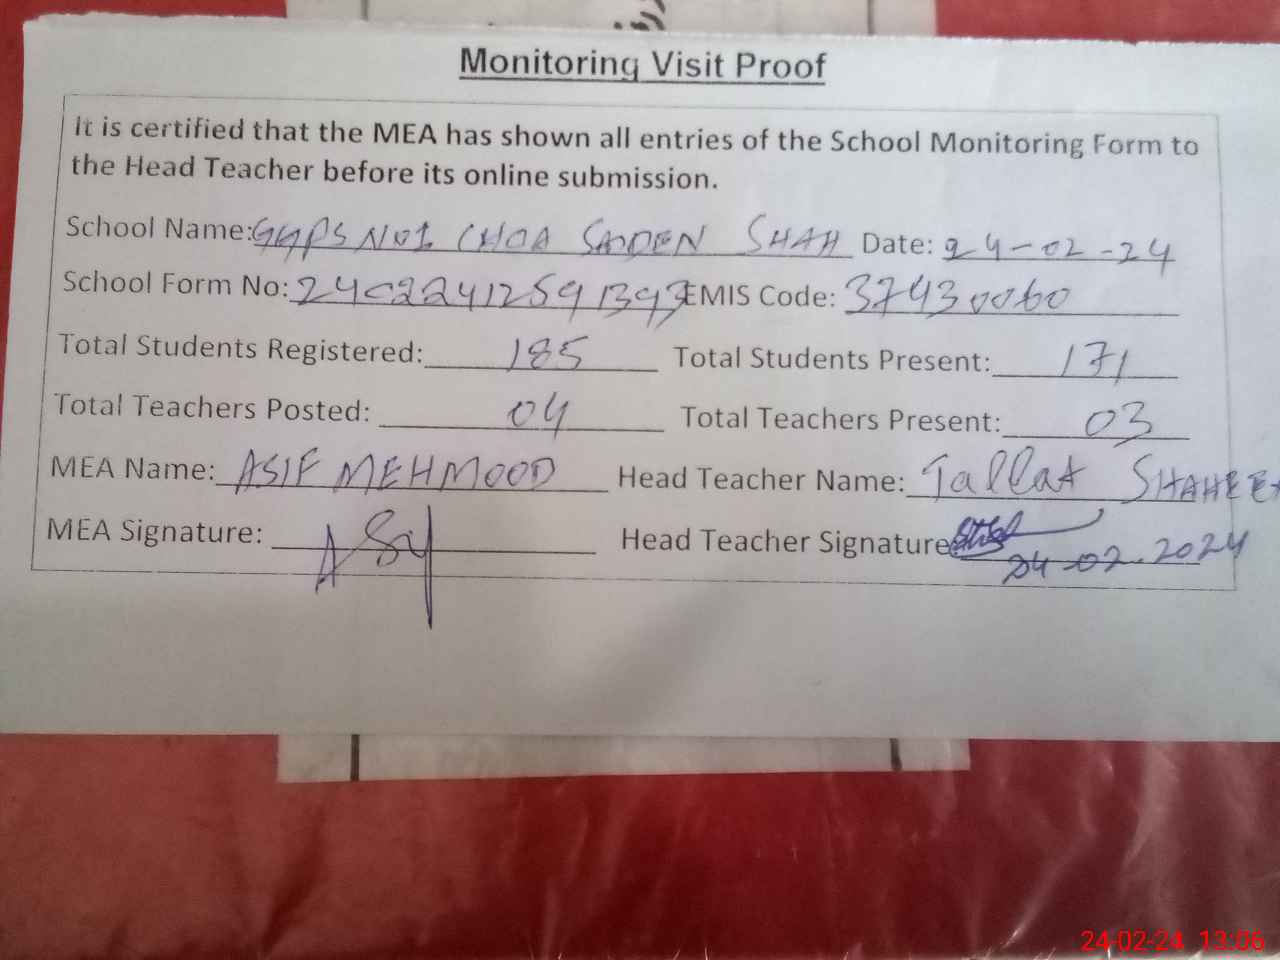 Monitoring Visit Proof
It is certified that the MEA has shown all entries of the School Monitoring Form to
the Head Teacher before its online submission.
School Name: GGPS NO1 CHOA SAIDEN SHAH Date: 24-02-24
School Form No: 24C22412591393 EMIS Code: 37430060
Total Students Registered: 185 Total Students Present: 171
Total Teachers Posted: 04 Total Teachers Present: 03
MEA Name: ASIF MEHMOOD Head Teacher Name: Tallat SHAHEE
MEA Signature: Head Teacher Signature
24-02-2024
24-02-24 13:06